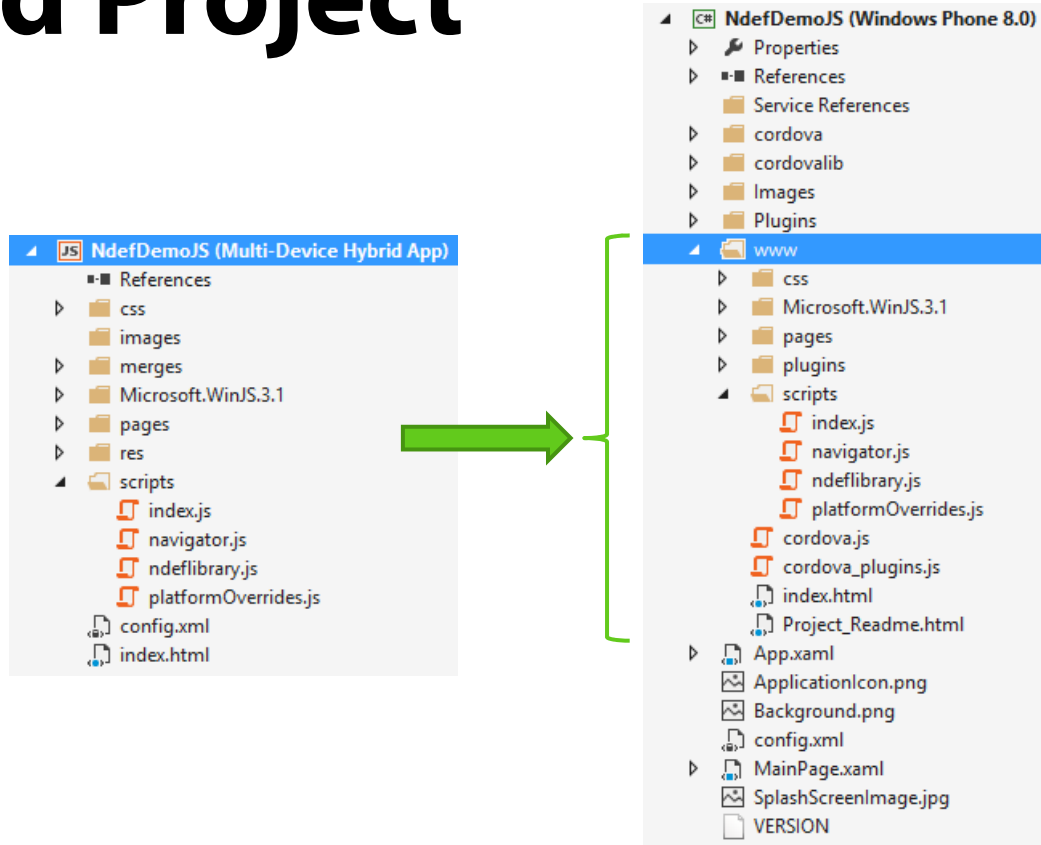 d Project
NdefDemoJS (Multi-Device Hybrid App)
References
css
images
merges
Microsoft.WinJS.3.1
pages
res
scripts
index.js
navigator.js
ndeflibrary.js
platformOverrides.js
config.xml
index.html
NdefDemoJS (Windows Phone 8.0)
Properties
References
Service References
cordova
cordovalib
Images
Plugins
www
css
Microsoft.WinJS.3.1
pages
plugins
scripts
index.js
navigator.js
ndeflibrary.js
platformOverrides.js
cordova.js
cordova_plugins.js
index.html
Project_Readme.html
App.xaml
ApplicationIcon.png
Background.png
config.xml
MainPage.xaml
SplashScreenImage.jpg
VERSION